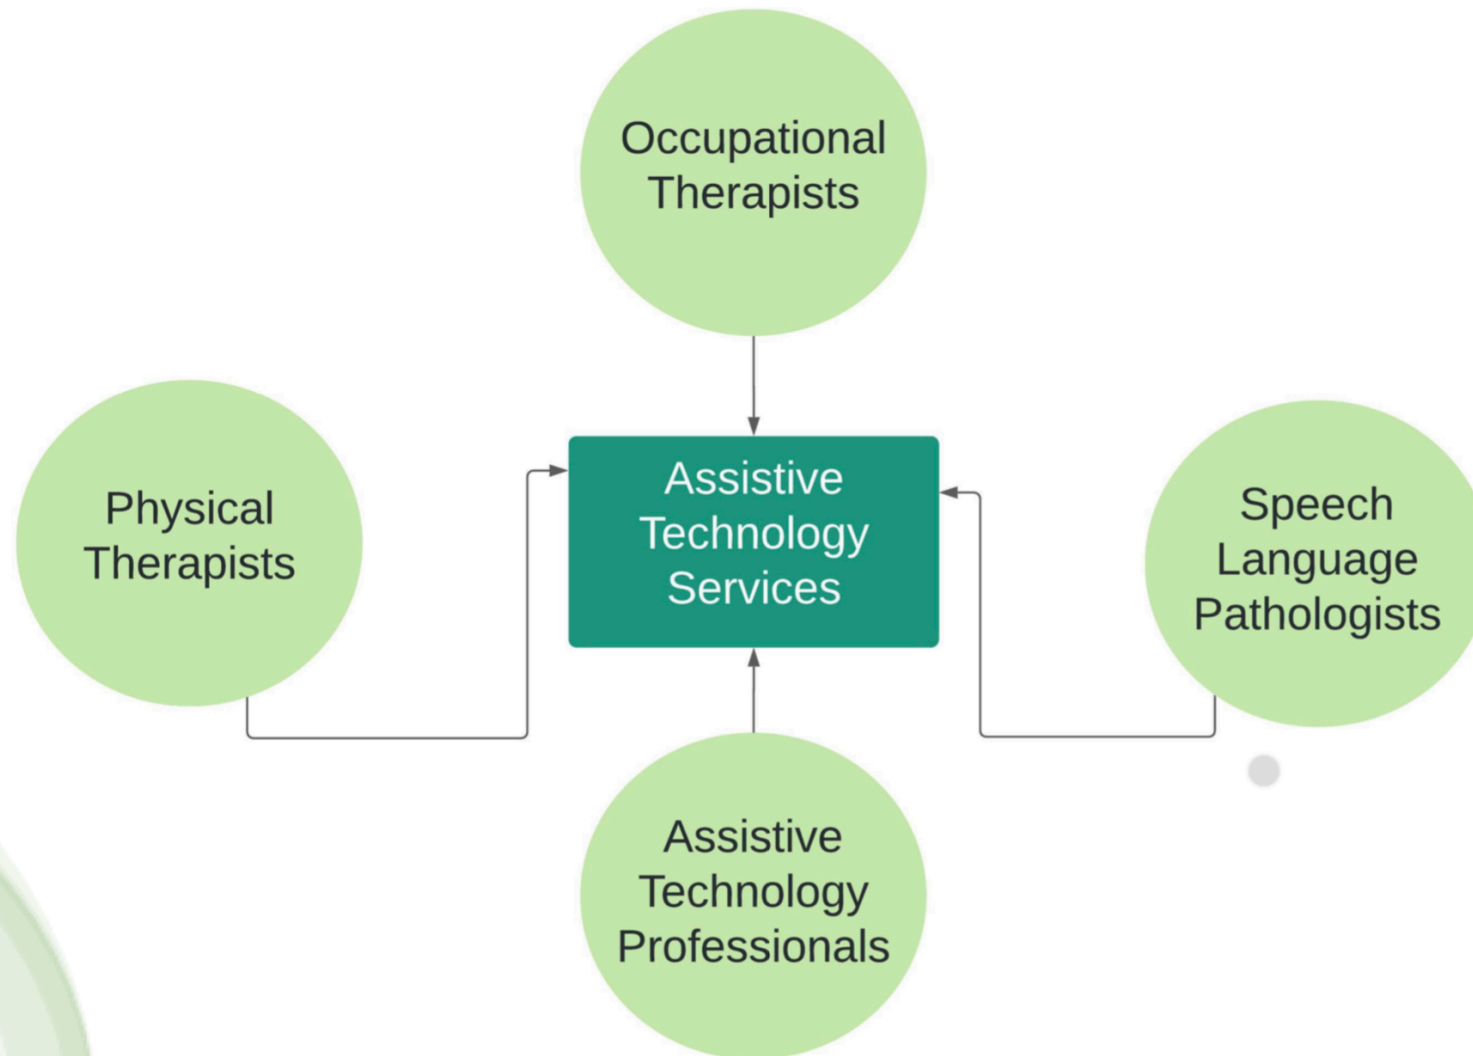 Occupational
Therapists
Physical
Therapists
Assistive
Technology
Services
Speech
Language
Pathologists
Assistive
Technology
Professionals